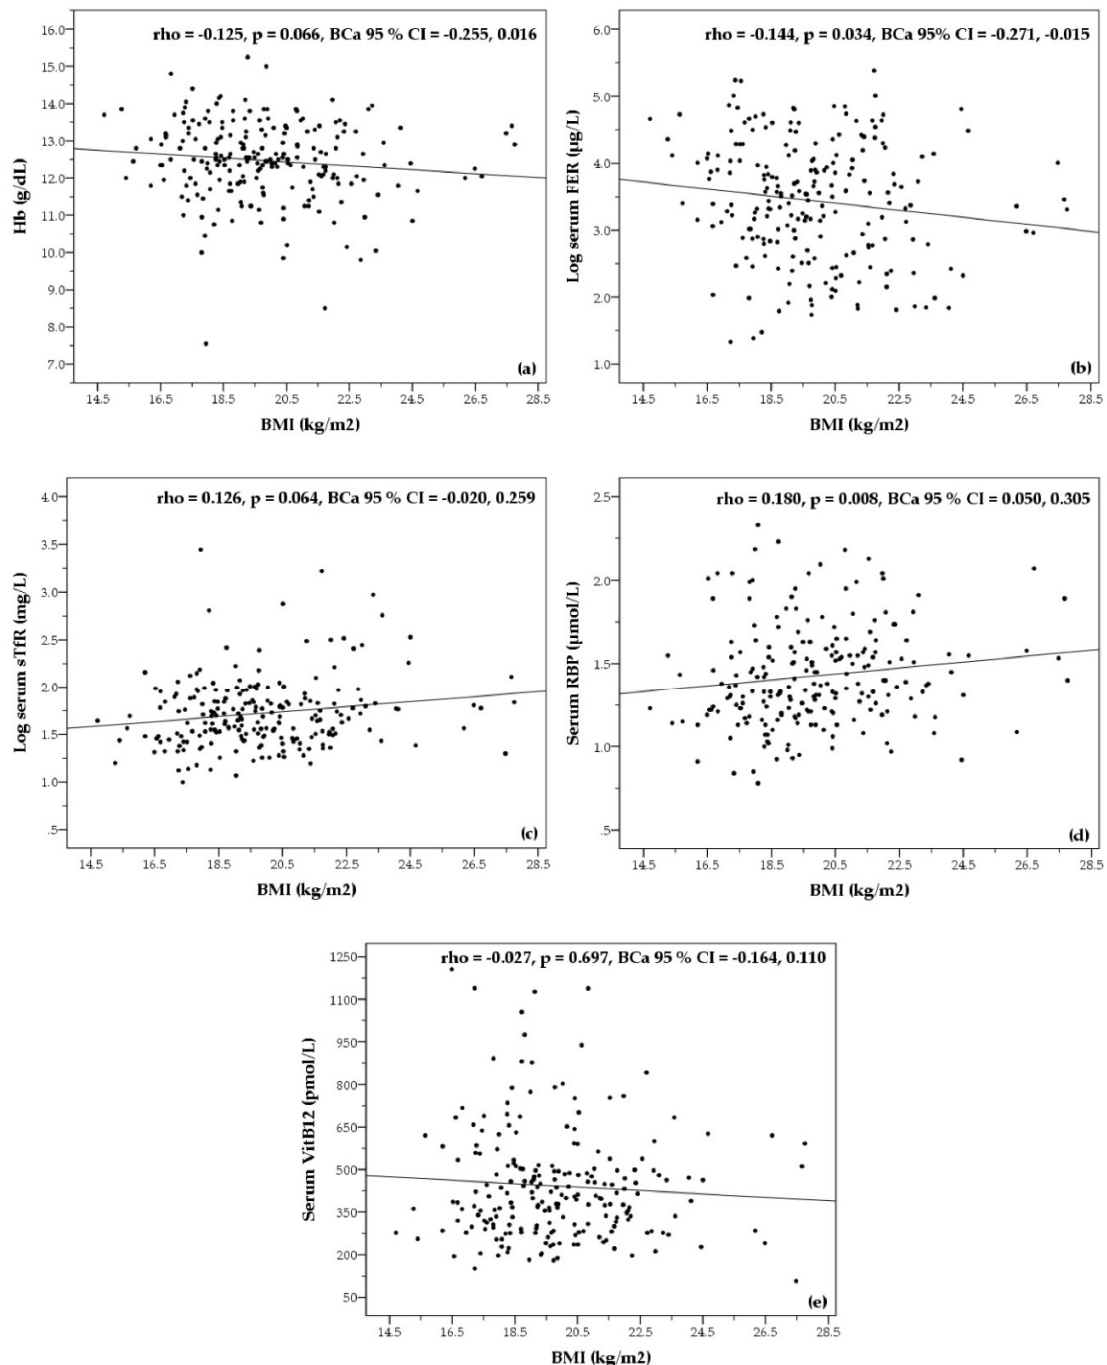 rho = -0.125, p = 0.066, BCa 95 % CI = -0.255, 0.016
16.0
15.0
14.0
13.0
12.0
11.0
10.0
9.0
8.0
7.0
Hb (g/dL)
(a)
14.5 16.5 18.5 20.5 22.5 24.5 26.5 28.5
BMI (kg/m2)
rho = -0.144, p = 0.034, BCa 95% CI = -0.271, -0.015
6.0
5.0
4.0
3.0
2.0
1.0
Log serum FER (µg/L)
(b)
14.5 16.5 18.5 20.5 22.5 24.5 26.5 28.5
BMI (kg/m2)
rho = 0.126, p = 0.064, BCa 95 % CI = -0.020, 0.259
4.0
3.5
3.0
2.5
2.0
1.5
1.0
.5
Log serum sTfR (mg/L)
(c)
14.5 16.5 18.5 20.5 22.5 24.5 26.5 28.5
BMI (kg/m2)
rho = 0.180, p = 0.008, BCa 95 % CI = 0.050, 0.305
2.5
2.0
1.5
1.0
.5
Serum RBP (µmol/L)
(d)
14.5 16.5 18.5 20.5 22.5 24.5 26.5 28.5
BMI (kg/m2)
rho = -0.027, p = 0.697, BCa 95 % CI = -0.164, 0.110
1250
1100
950
800
650
500
350
200
50
Serum VitB12 (pmol/L)
(e)
14.5 16.5 18.5 20.5 22.5 24.5 26.5 28.5
BMI (kg/m2)